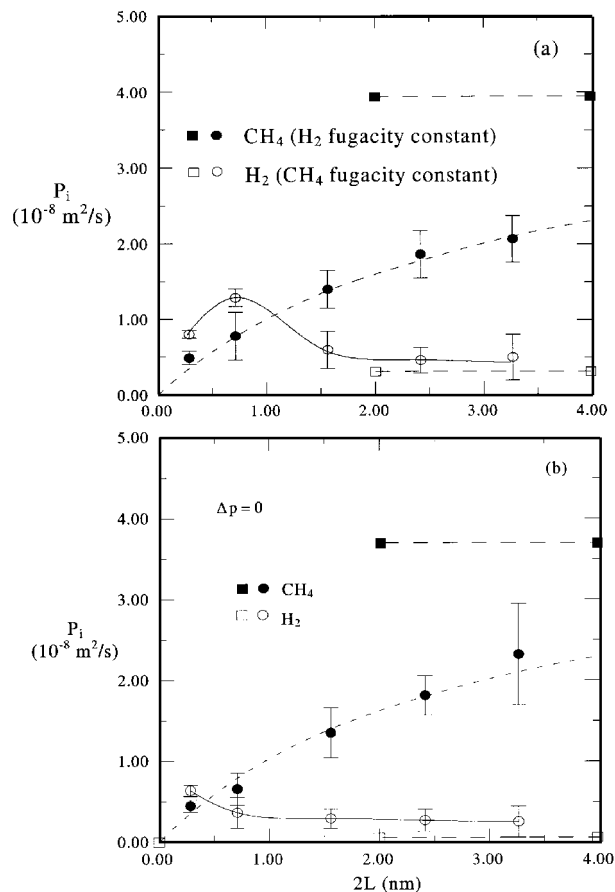 5.00
(a)
4.00
CH₄ (H₂ fugacity constant)
H₂ (CH₄ fugacity constant)
3.00
Pᵢ
(10⁻⁸ m²/s)
2.00
1.00
0.00
0.00 1.00 2.00 3.00 4.00
5.00
(b)
Δp = 0
4.00
CH₄
H₂
3.00
Pᵢ
(10⁻⁸ m²/s)
2.00
1.00
0.00
0.00 1.00 2.00 3.00 4.00
2L (nm)